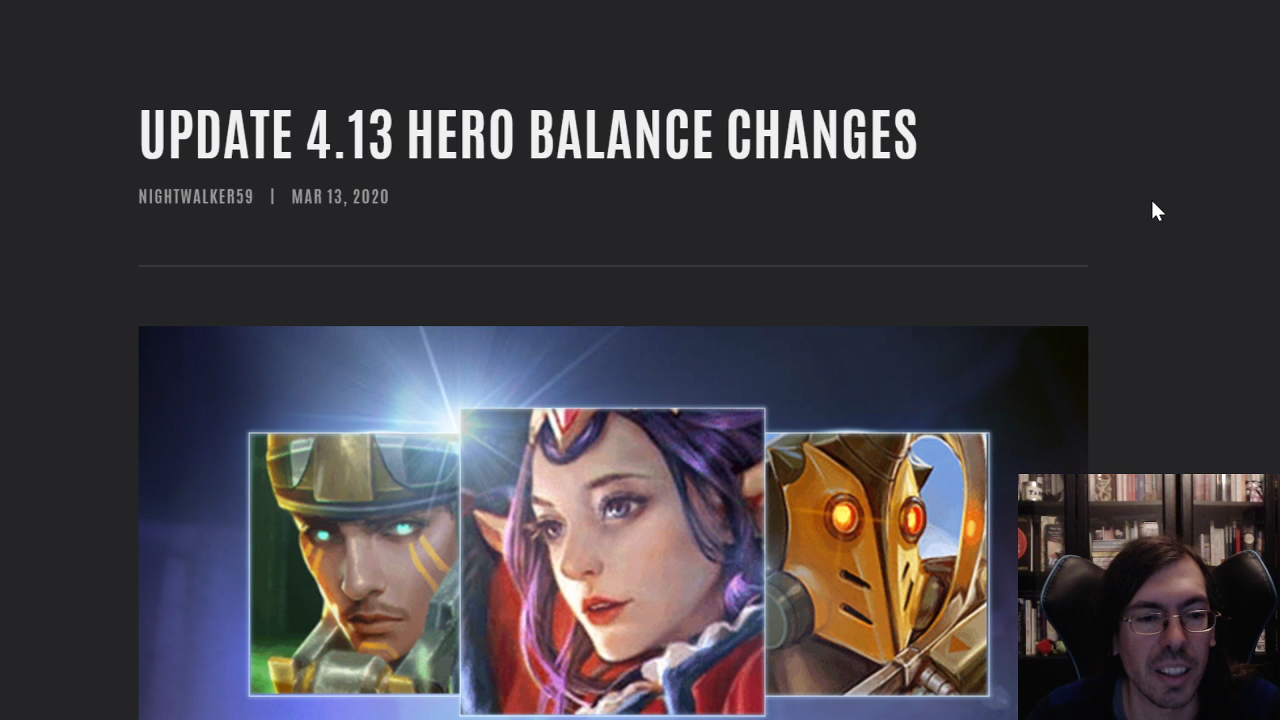 UPDATE 4.13 HERO BALANCE CHANGES
NIGHTWALKER59 | MAR 13, 2020